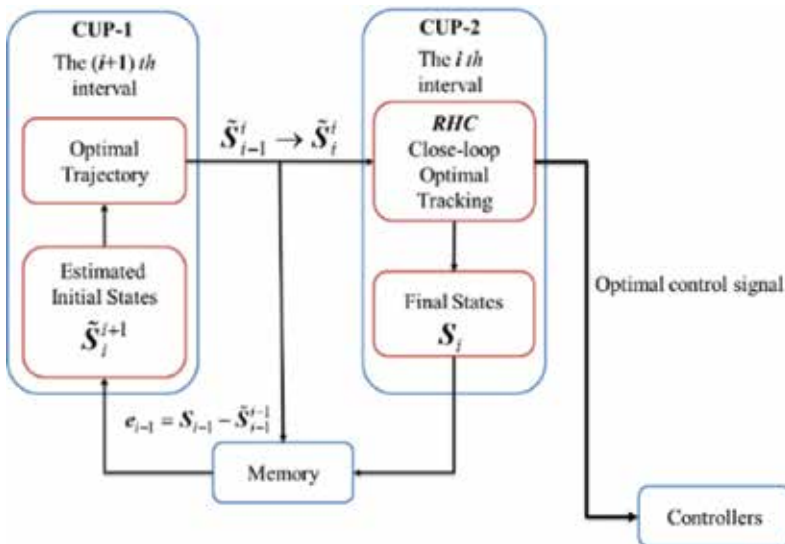 CUP-1
The (i+1) th
interval
Optimal
Trajectory
Estimated
Initial States
S̃ᵢⁱ⁺¹
S̃ᵢ₋₁ⁱ → S̃ᵢⁱ
CUP-2
The i th
interval
RHC
Close-loop
Optimal
Tracking
Final States
Sᵢ
Optimal control signal
eᵢ₋₁ = Sᵢ₋₁ − S̃ᵢ₋₁ⁱ⁻¹
Memory
Controllers